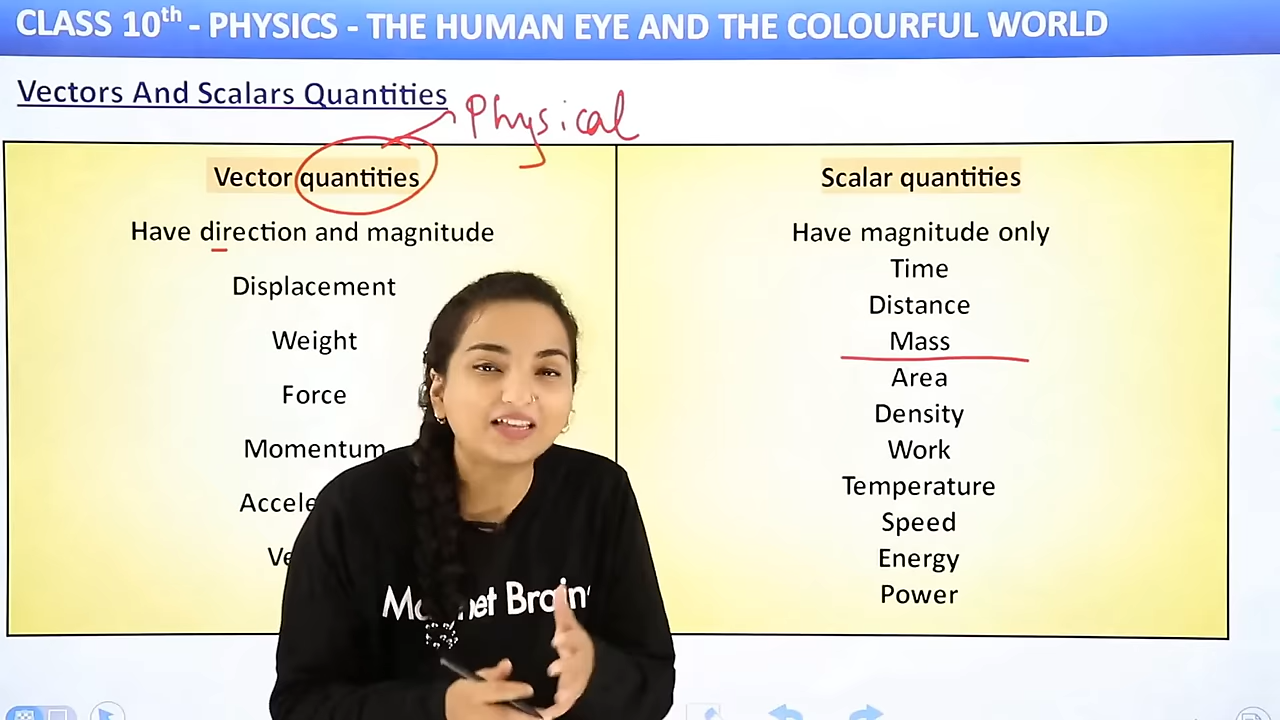 CLASS 10th - PHYSICS - THE HUMAN EYE AND THE COLOURFUL WORLD
Vectors And Scalars Quantities
Physical
Vector quantities
Have direction and magnitude
Displacement
Weight
Force
Momentum
Scalar quantities
Have magnitude only
Time
Distance
Mass
Area
Density
Work
Temperature
Speed
Energy
Power